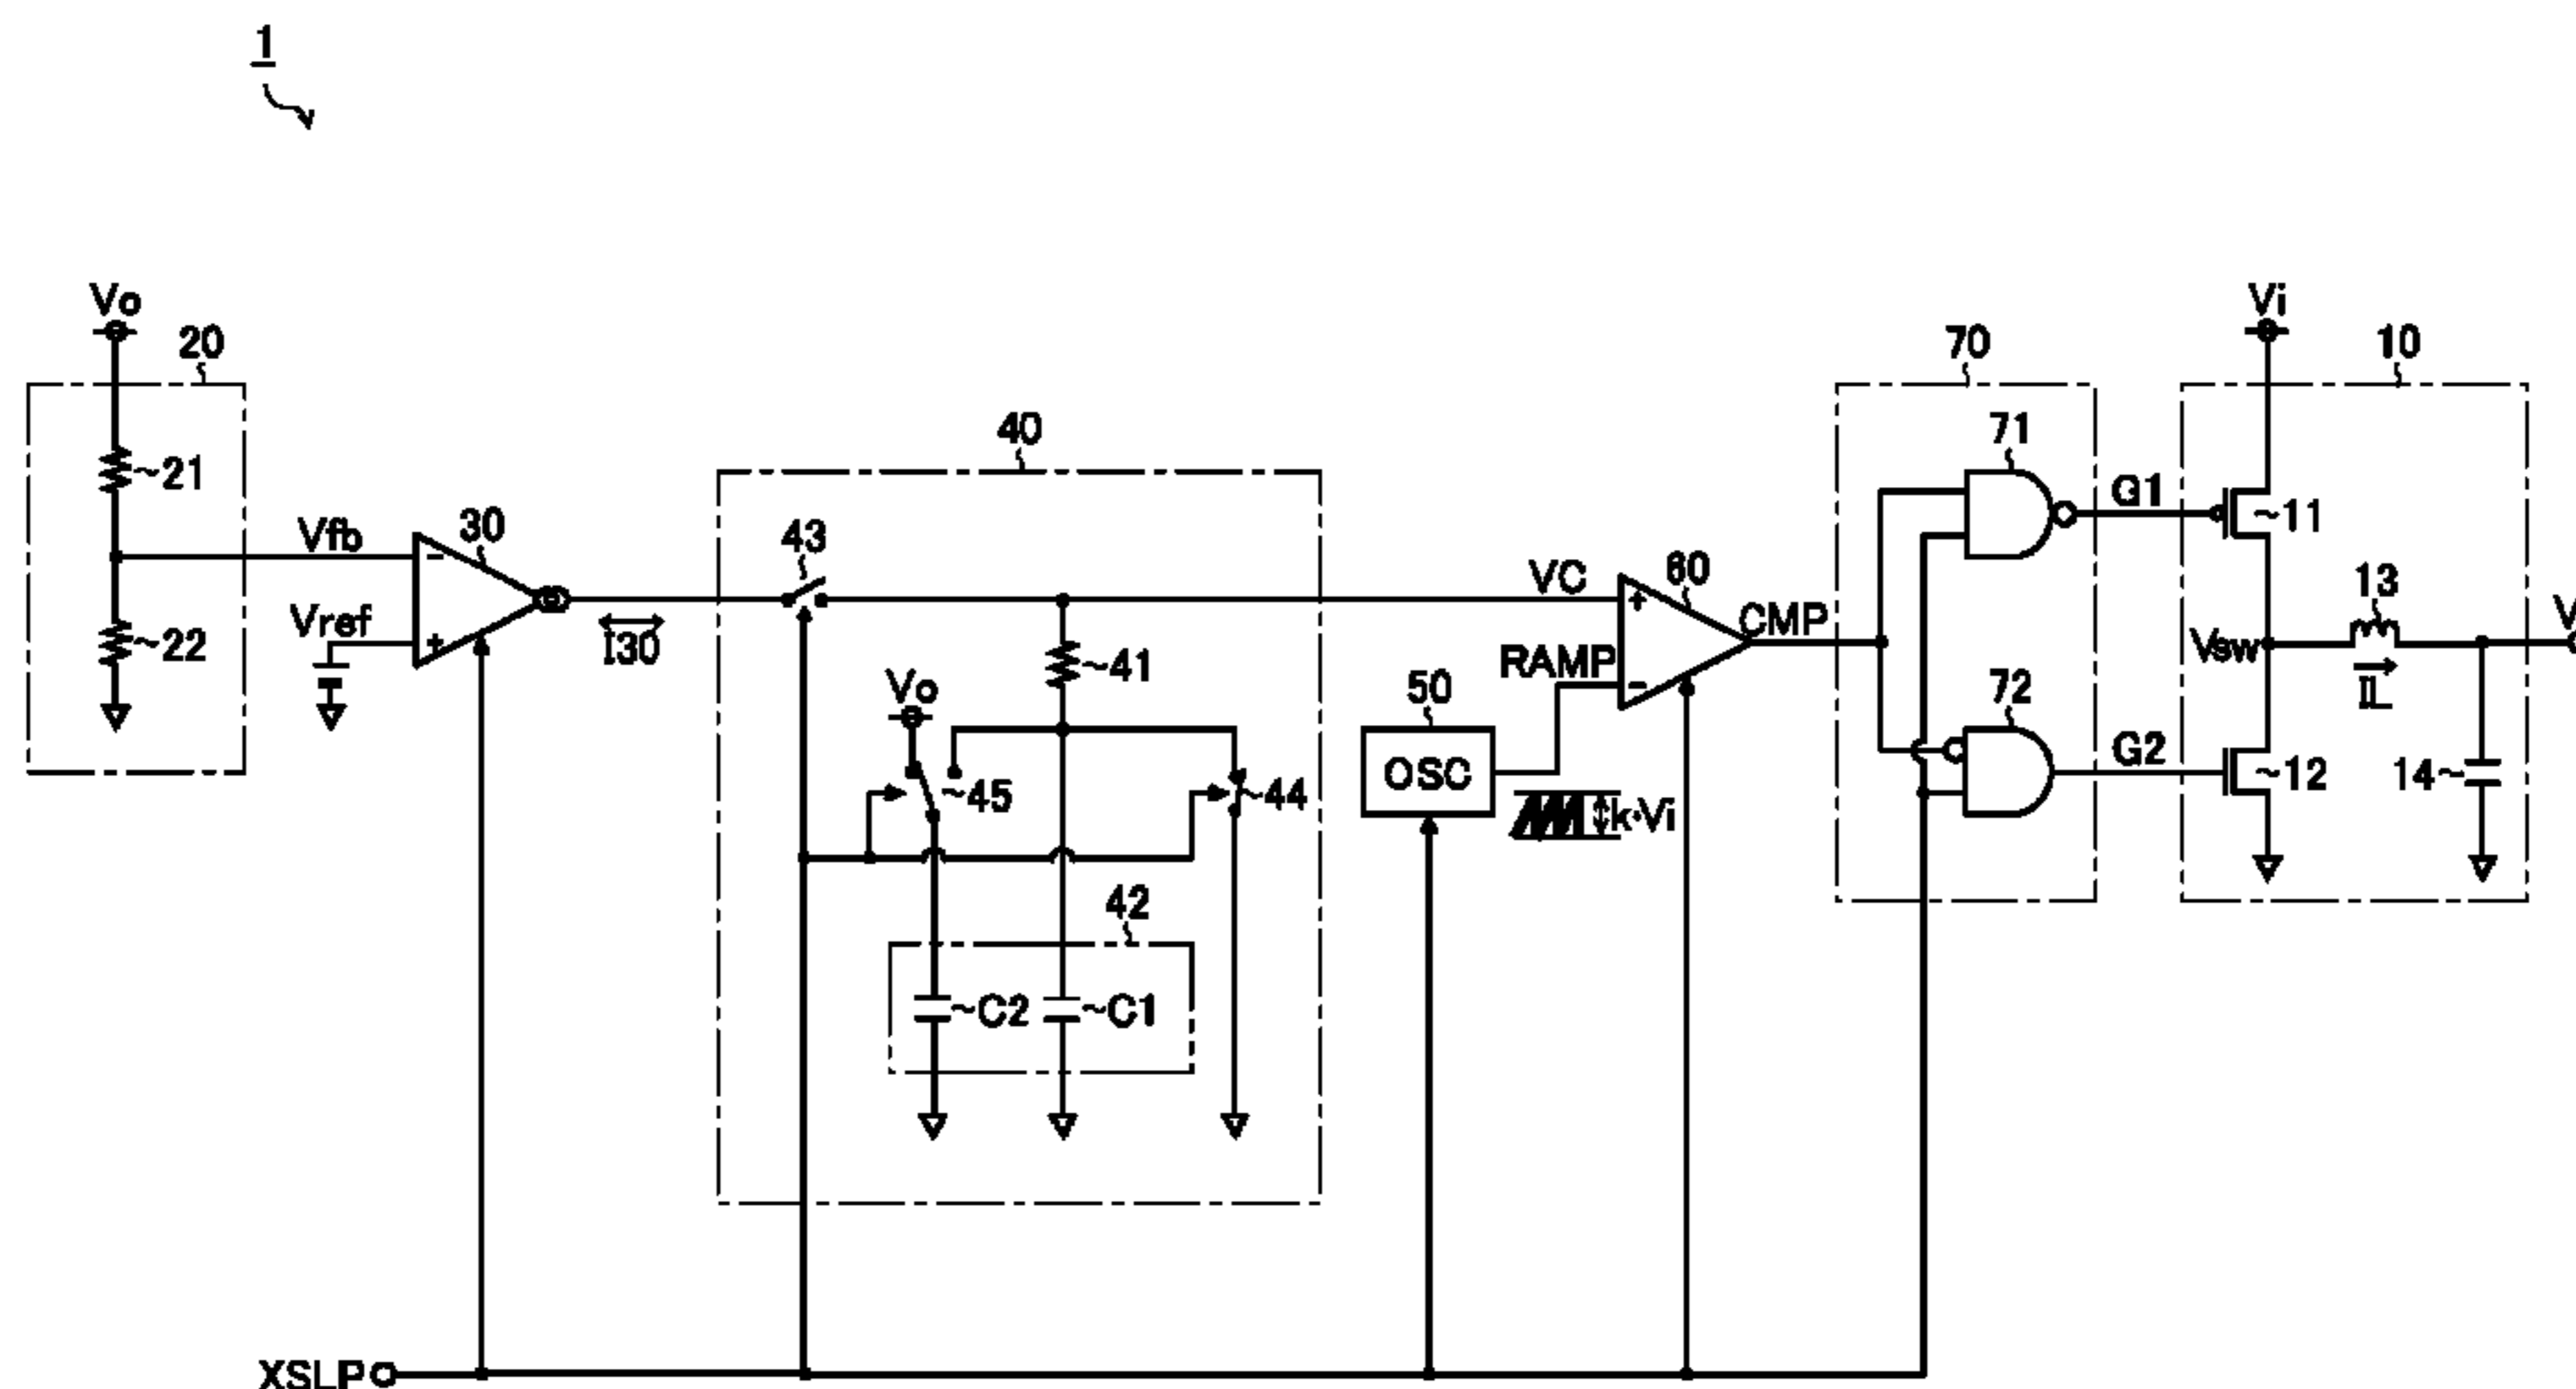 1
Vo
20
~21
~22
Vfb
Vref
30
I30
40
43
~41
Vo
~45
~44
42
~C2
~C1
VC
RAMP
60
CMP
50
OSC
k·Vi
70
71
72
G1
G2
Vi
10
~11
~12
Vsw
13
IL
14~
V
XSLP